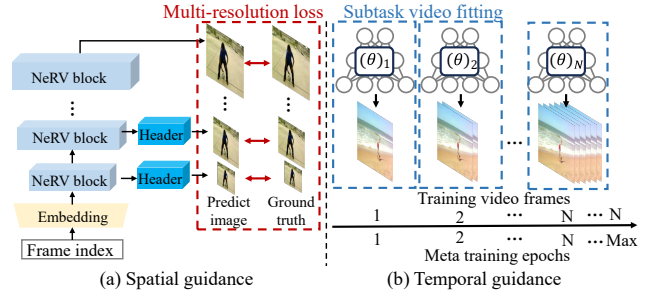 Multi-resolution loss
NeRV block
...
NeRV block
Header
NeRV block
Header
Embedding
Frame index
Predict image
Ground truth
(a) Spatial guidance
Subtask video fitting
(θ)₁
(θ)₂
(θ)N
...
Training video frames
1 2 ... N ... N
1 2 ... N ...Max
Meta training epochs
(b) Temporal guidance